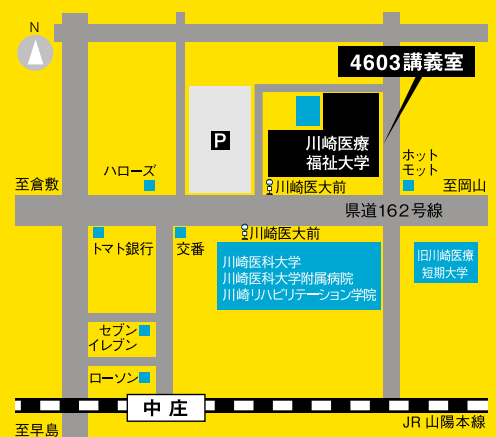 N
4603講義室
P
川崎医療
福祉大学
ハローズ
ホット
モット
至倉敷
川崎医大前
至岡山
県道162号線
トマト銀行
交番
川崎医大前
川崎医科大学
川崎医科大学附属病院
川崎リハビリテーション学院
旧川崎医療
短期大学
セブン
イレブン
ローソン
中庄
JR山陽本線
至早島